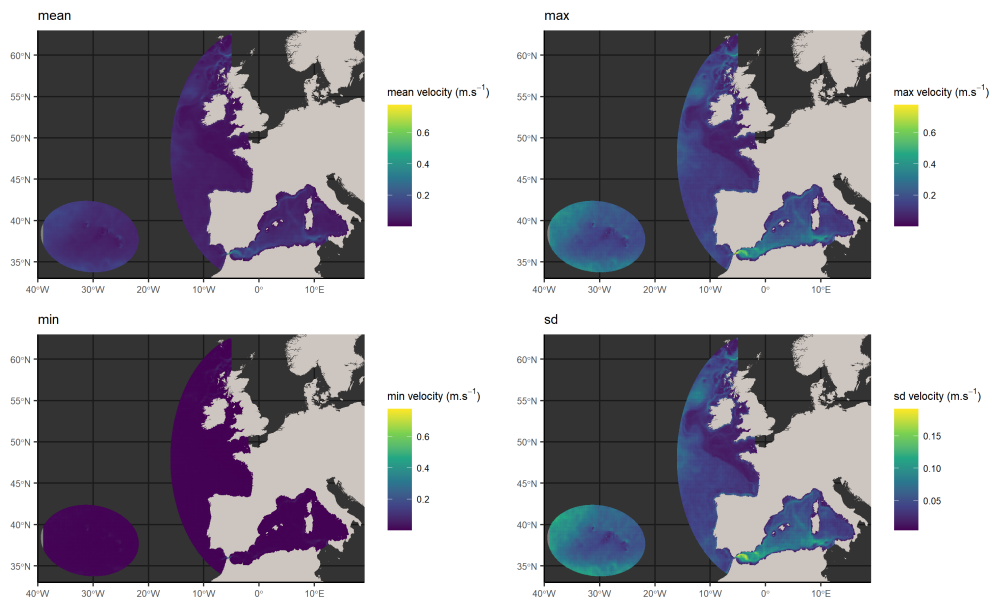 mean
60°N
55°N
50°N
45°N
40°N
35°N
40°W 30°W 20°W 10°W 0° 10°E
mean velocity (m.s⁻¹)
0.6
0.4
0.2
max
60°N
55°N
50°N
45°N
40°N
35°N
40°W 30°W 20°W 10°W 0° 10°E
max velocity (m.s⁻¹)
0.6
0.4
0.2
min
60°N
55°N
50°N
45°N
40°N
35°N
40°W 30°W 20°W 10°W 0° 10°E
min velocity (m.s⁻¹)
0.6
0.4
0.2
sd
60°N
55°N
50°N
45°N
40°N
35°N
40°W 30°W 20°W 10°W 0° 10°E
sd velocity (m.s⁻¹)
0.15
0.10
0.05